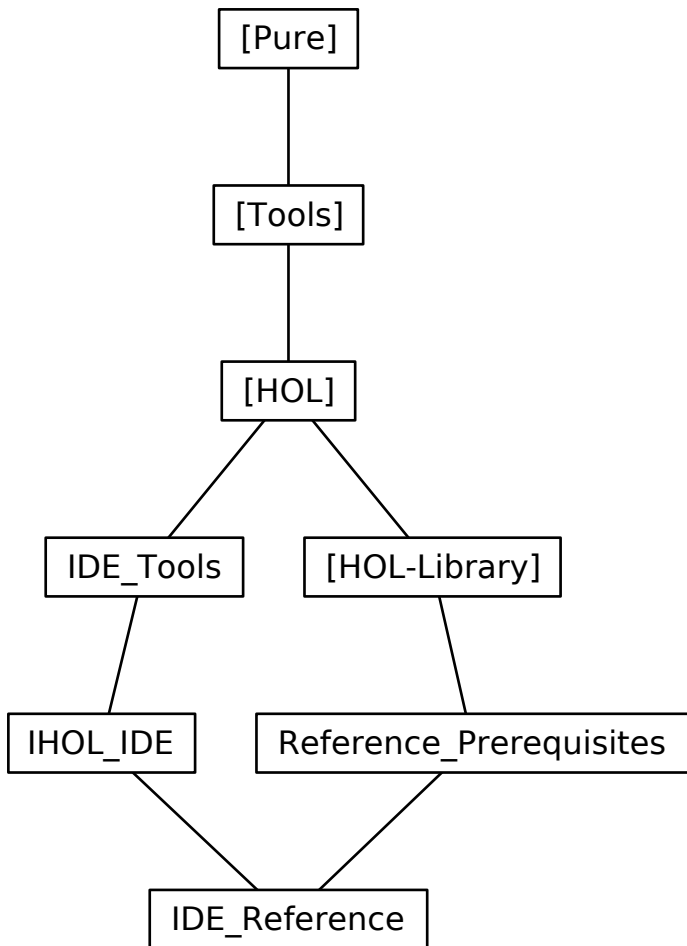 [Pure]
[Tools]
[HOL]
IDE_Tools
[HOL-Library]
IHOL_IDE
Reference_Prerequisites
IDE_Reference